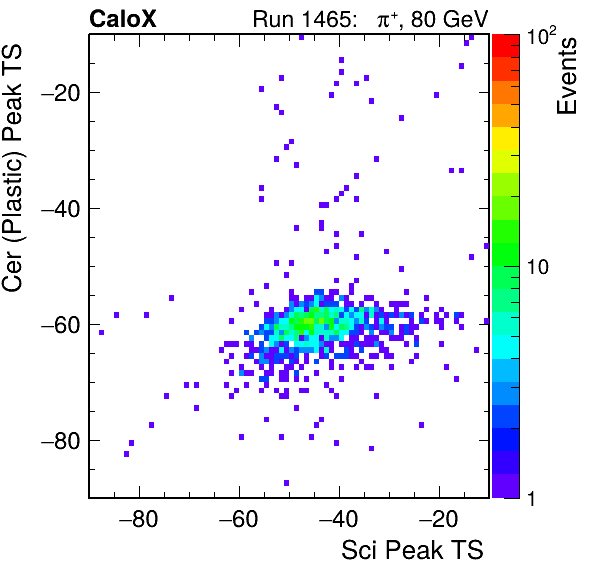 CaloX
Run 1465: π⁺, 80 GeV
Cer (Plastic) Peak TS
−20
−40
−60
−80
−80
−60
−40
−20
Sci Peak TS
10²
10
1
Events